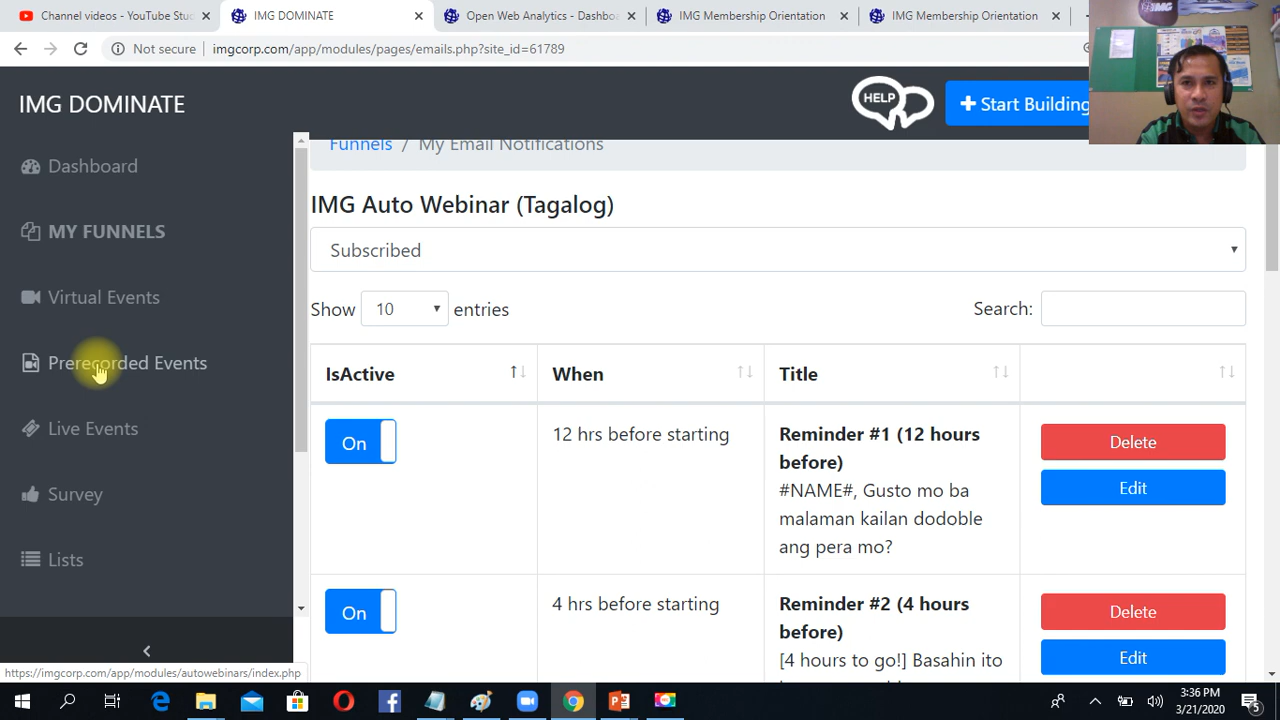 Channel videos - YouTube Stu
IMG DOMINATE
Open Web Analytics - Dashbo
IMG Membership Orientation
IMG Membership Orientation
Not secure
imgcorp.com/app/modules/pages/emails.php?site_id=61789
IMG DOMINATE
HELP
+ Start Building
Dashboard
MY FUNNELS
Virtual Events
Prerecorded Events
Live Events
Survey
Lists
Funnels / My Email Notifications
IMG Auto Webinar (Tagalog)
Subscribed
Show 10 entries
Search:
IsActive When Title
On
12 hrs before starting
Reminder #1 (12 hours
before)
#NAME#, Gusto mo ba
malaman kailan dodoble
ang pera mo?
Delete
Edit
On
4 hrs before starting
Reminder #2 (4 hours
before)
[4 hours to go!] Basahin ito
Delete
Edit
https://imgcorp.com/app/modules/autowebinars/index.php
3:36 PM
3/21/2020
5